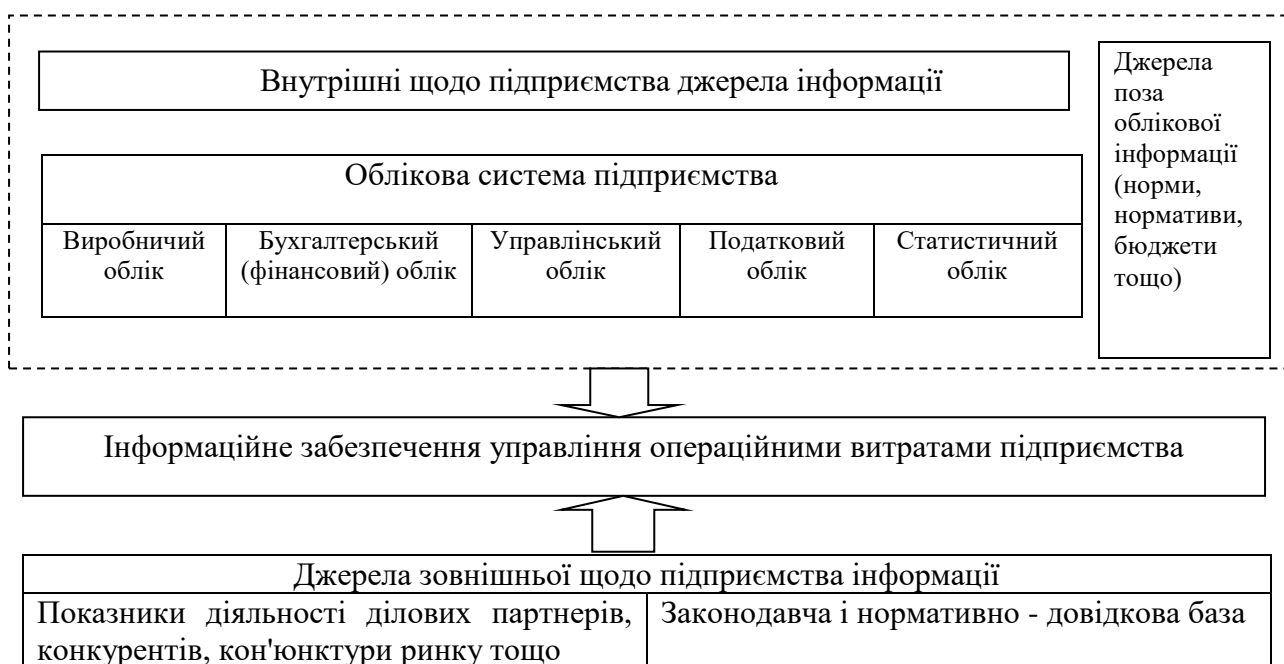 Внутрішні щодо підприємства джерела інформації
Джерела
поза
облікової
інформації
(норми,
нормативи,
бюджети
тощо)
Облікова система підприємства
Виробничий
облік
Бухгалтерський
(фінансовий) облік
Управлінський
облік
Податковий
облік
Статистичний
облік
Інформаційне забезпечення управління операційними витратами підприємства
Джерела зовнішньої щодо підприємства інформації
Показники діяльності ділових партнерів,
конкурентів, кон'юнктури ринку тощо
Законодавча і нормативно - довідкова база